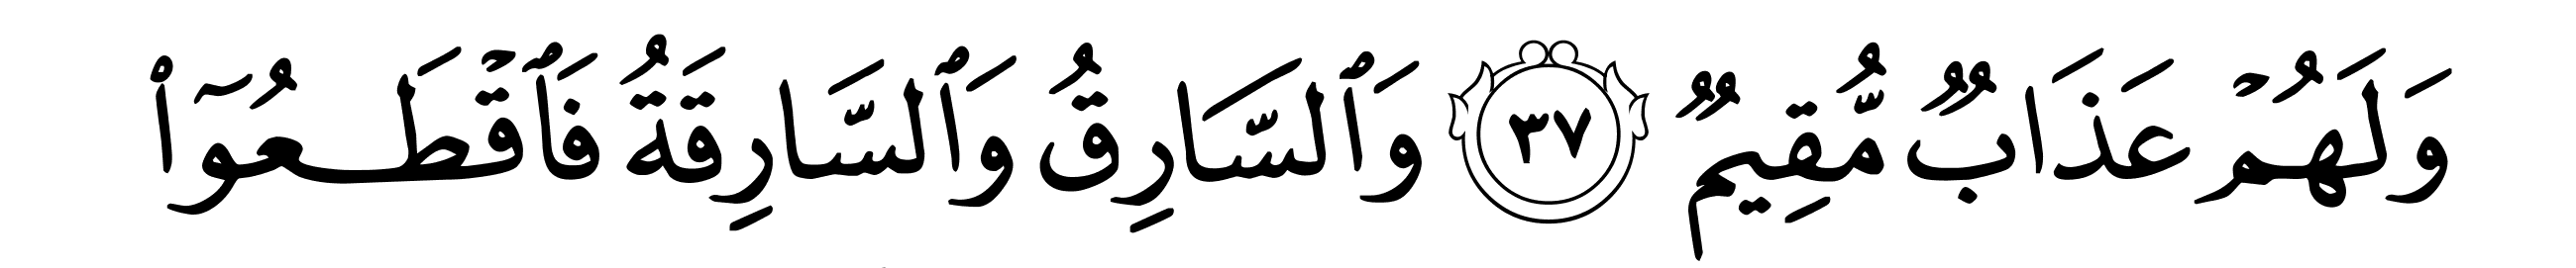 وَلَهُمْ عَذَابٌ مُّقِيمٌ ٣٧ وَٱلسَّارِقُ وَٱلسَّارِقَةُ فَٱقْطَعُوٓا۟